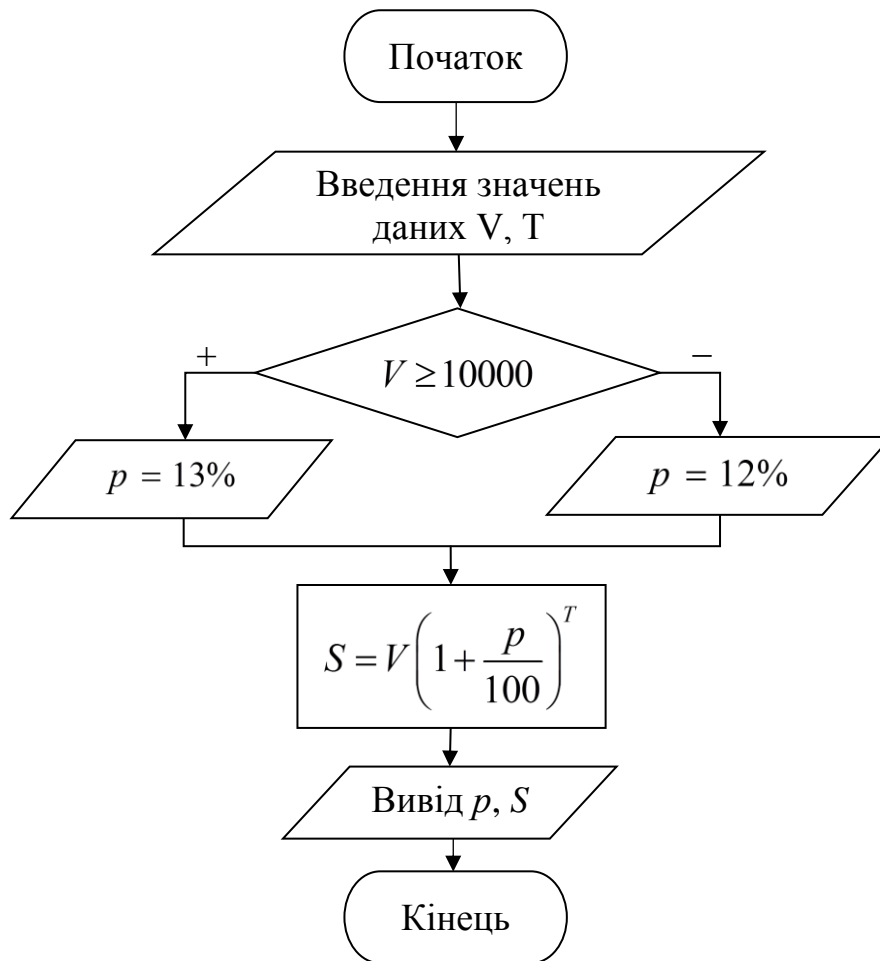 Початок
Введення значень
даних V, T
+
V ≥ 10000
−
p = 13%
p = 12%
S = V(1 + p/100)^T
Вивід p, S
Кінець